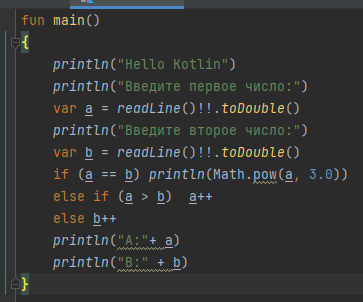 fun main()
{
println("Hello Kotlin")
println("Введите первое число:")
var a = readLine()!!.toDouble()
println("Введите второе число:")
var b = readLine()!!.toDouble()
if (a == b) println(Math.pow(a, 3.0))
else if (a > b)  a++
else b++
println("A:"+ a)
println("B:" + b)
}